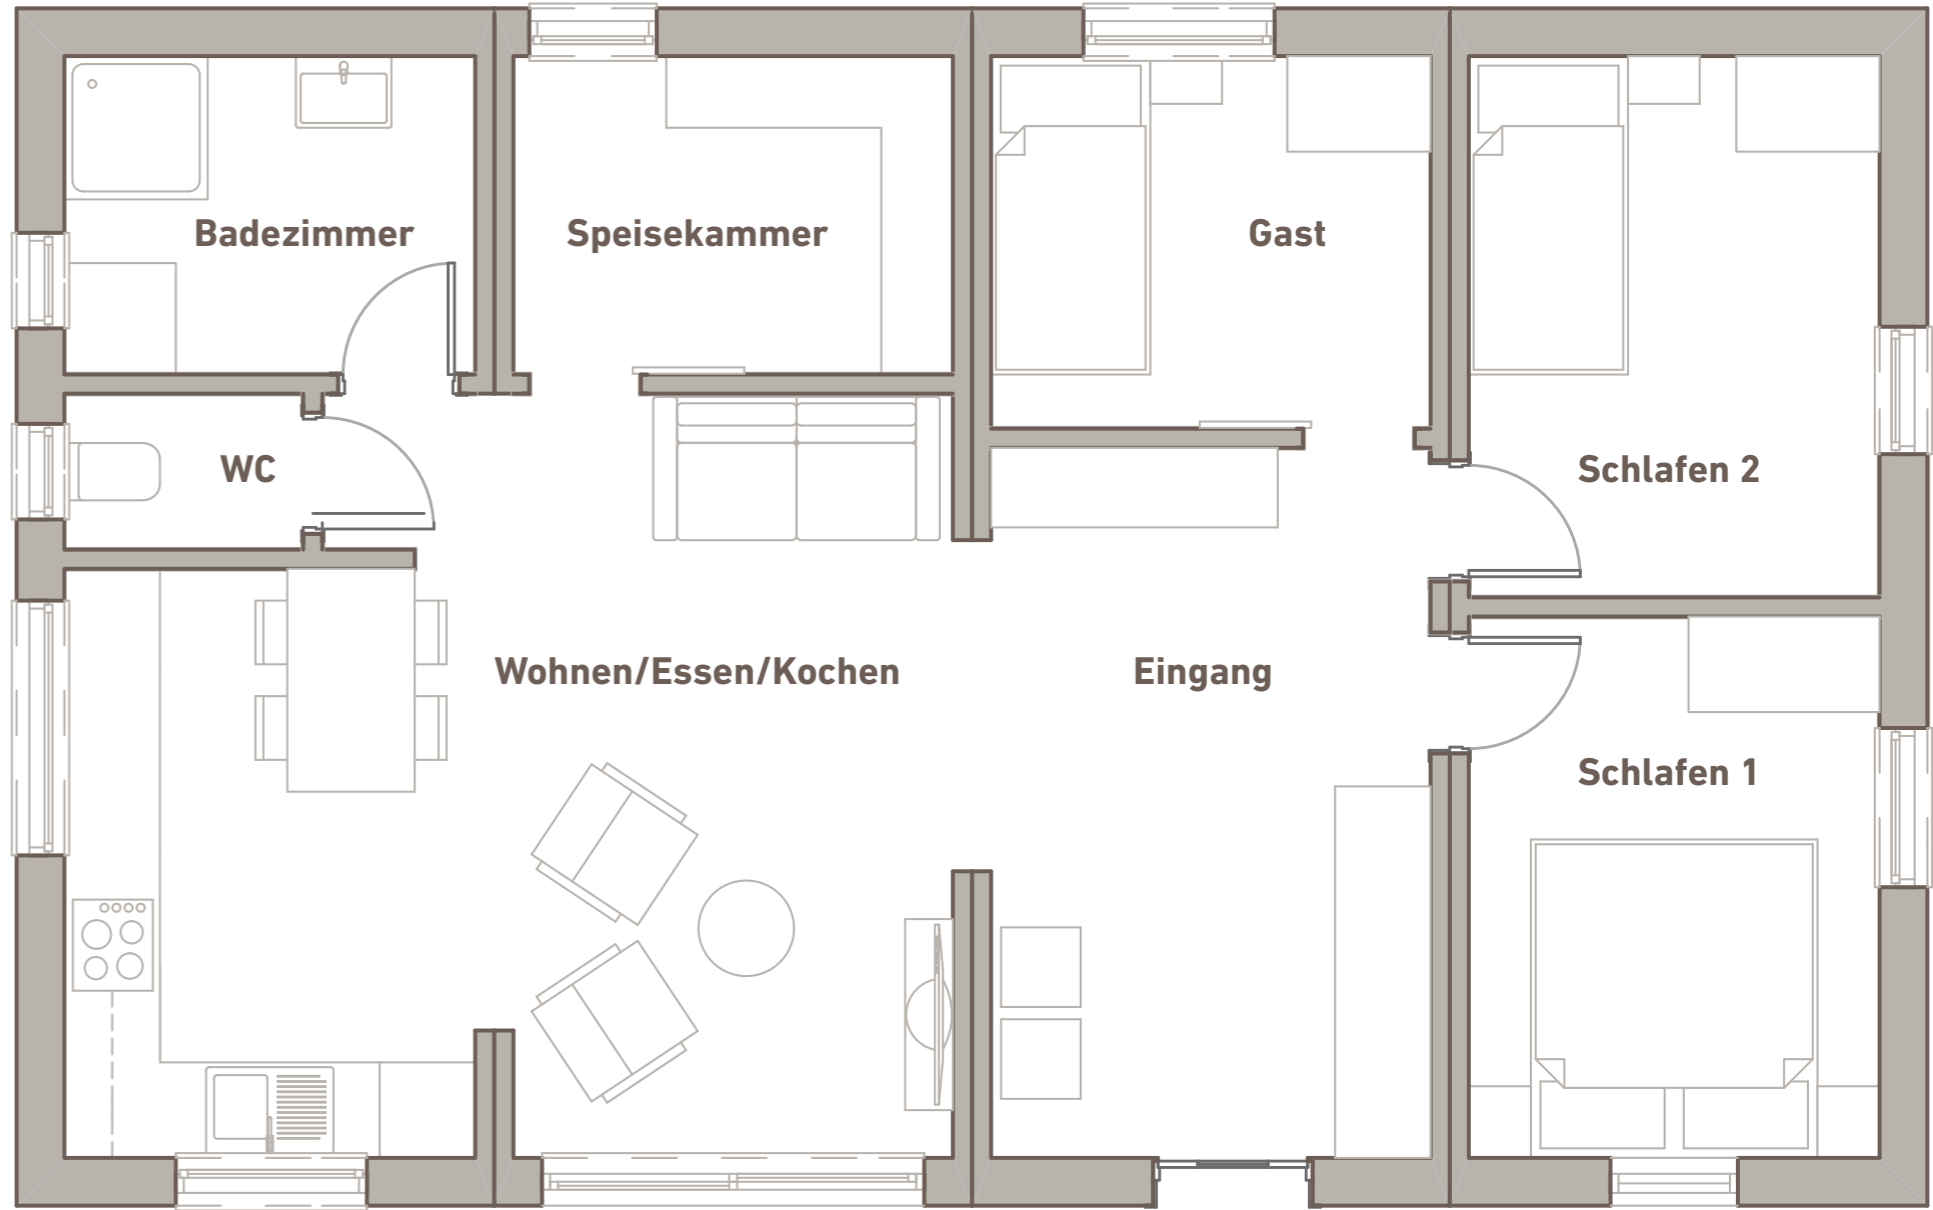 Badezimmer
Speisekammer
Gast
WC
Schlafen 2
Wohnen/Essen/Kochen
Eingang
Schlafen 1